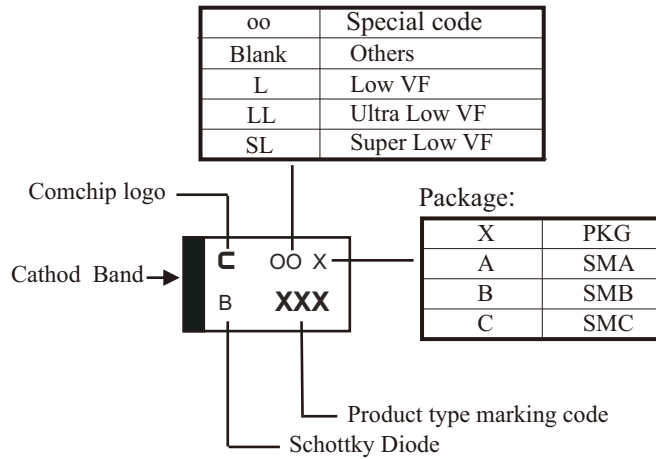 oo Special code
Blank Others
L Low VF
LL Ultra Low VF
SL Super Low VF
Comchip logo
Package:
X PKG
A SMA
B SMB
C SMC
Cathod Band
C OO X
B XXX
Product type marking code
Schottky Diode